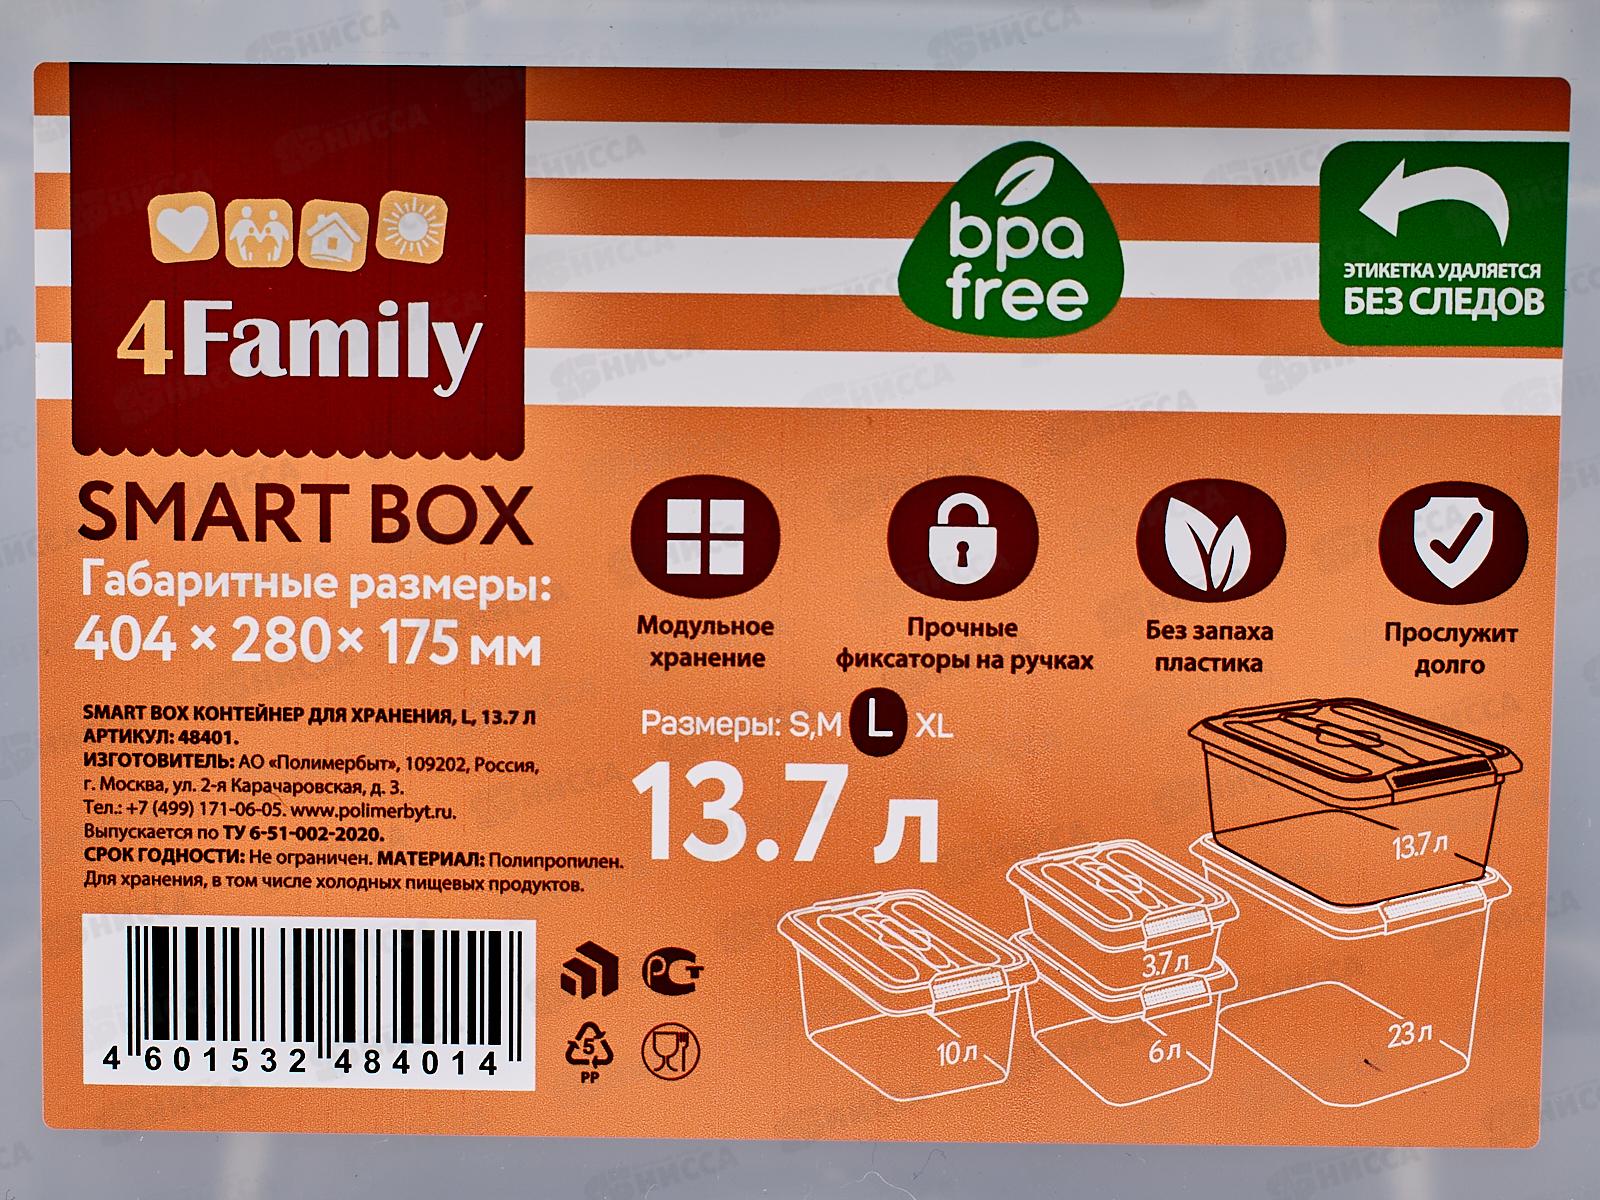 4Family
bpa
free
ЭТИКЕТКА УДАЛЯЕТСЯ
БЕЗ СЛЕДОВ
SMART BOX
Габаритные размеры:
404 × 280 × 175 мм
Модульное
хранение
Прочные
фиксаторы на ручках
Без запаха
пластика
Прослужит
долго
SMART BOX КОНТЕЙНЕР ДЛЯ ХРАНЕНИЯ, L, 13.7 Л
АРТИКУЛ: 48401.
ИЗГОТОВИТЕЛЬ: АО «Полимербыт», 109202, Россия,
г. Москва, ул. 2-я Карачаровская, д. 3.
Тел.: +7 (499) 171-06-05. www.polimerbyt.ru.
Выпускается по ТУ 6-51-002-2020.
СРОК ГОДНОСТИ: Не ограничен. МАТЕРИАЛ: Полипропилен.
Для хранения, в том числе холодных пищевых продуктов.
Размеры: S,M L XL
13.7 л
13.7 л
3.7 л
10 л
6 л
23 л
4 601532 484014
РСТ
5
PP
НИССА